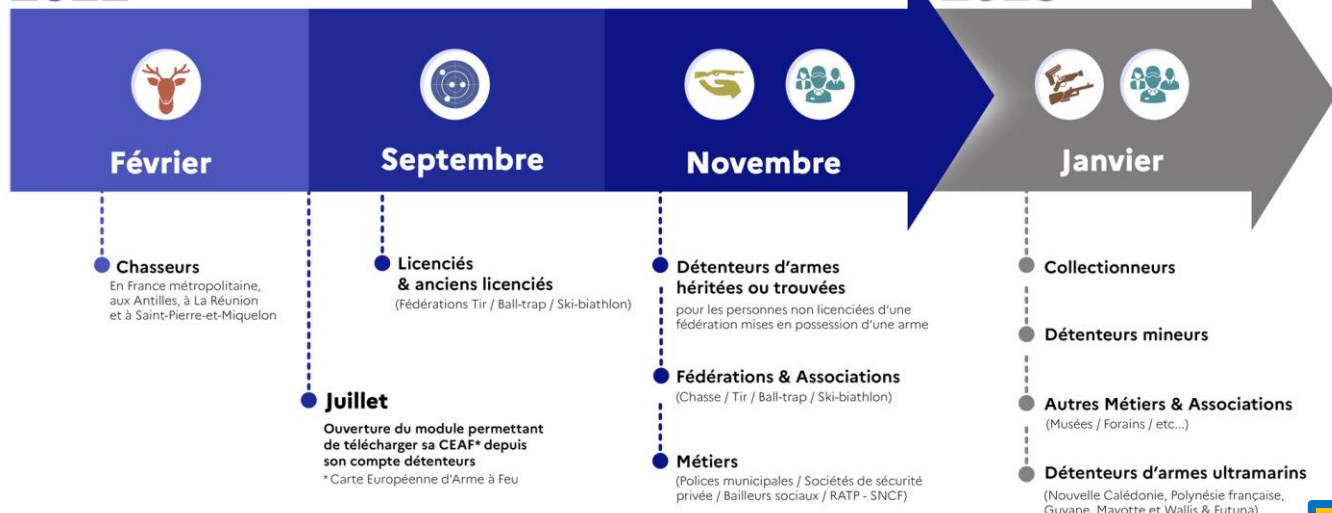 Février
Septembre
Novembre
Janvier
Chasseurs
En France métropolitaine,
aux Antilles, à La Réunion
et à Saint-Pierre-et-Miquelon
Juillet
Ouverture du module permettant
de télécharger sa CEAF* depuis
son compte détenteurs
* Carte Européenne d'Arme à Feu
Licenciés
& anciens licenciés
(Fédérations Tir / Ball-trap / Ski-biathlon)
Détenteurs d'armes
héritées ou trouvées
pour les personnes non licenciées d'une
fédération mises en possession d'une arme
Fédérations & Associations
(Chasse / Tir / Ball-trap / Ski-biathlon)
Métiers
(Polices municipales / Sociétés de sécurité
privée / Bailleurs sociaux / RATP - SNCF)
Collectionneurs
Détenteurs mineurs
Autres Métiers & Associations
(Musées / Forains / etc...)
Détenteurs d'armes ultramarins
(Nouvelle Calédonie, Polynésie française,
Guyane, Mayotte et Wallis & Futuna)